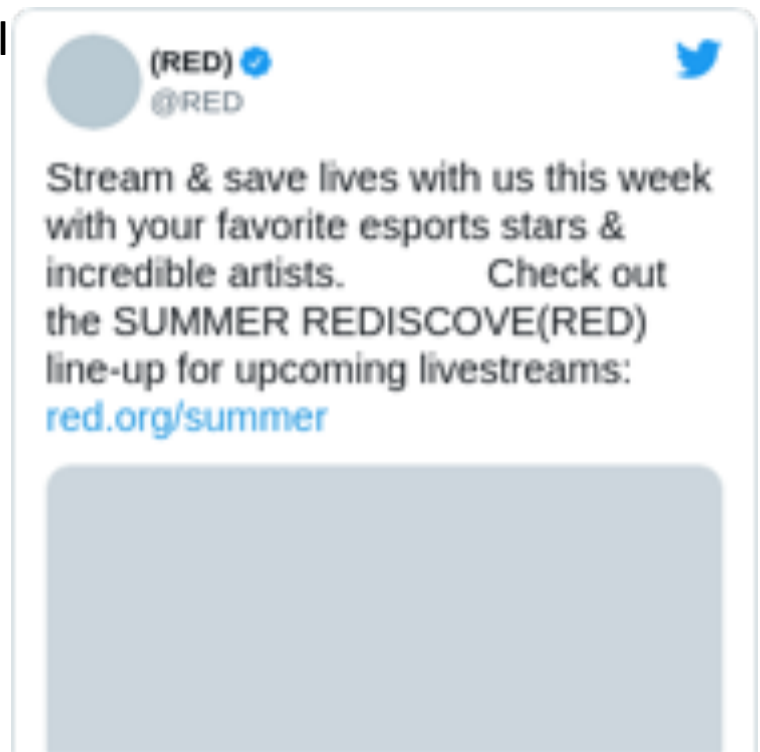 (RED)
@RED
Stream & save lives with us this week
with your favorite esports stars &
incredible artists. Check out
the SUMMER REDISCOVE(RED)
line-up for upcoming livestreams:
red.org/summer